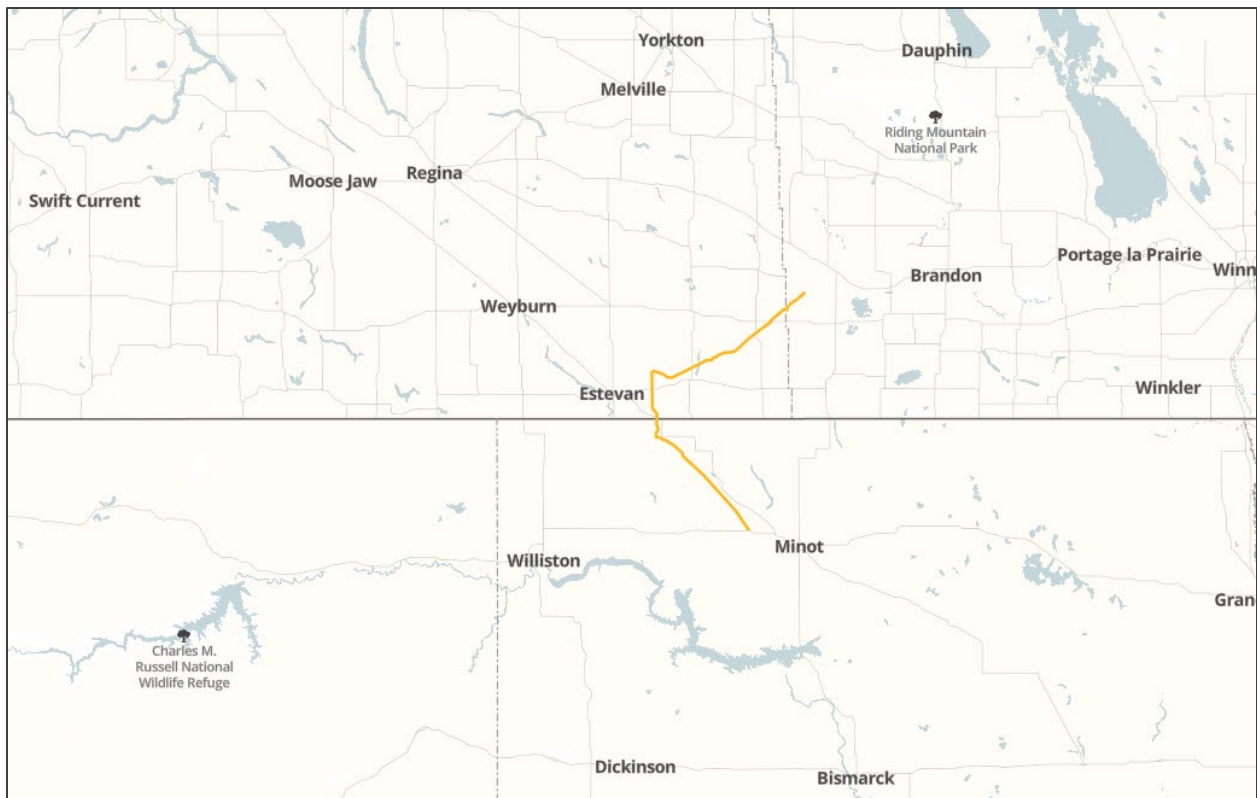 Yorkton
Dauphin
Melville
Riding Mountain
National Park
Regina
Moose Jaw
Swift Current
Portage la Prairie
Winn
Brandon
Weyburn
Winkler
Estevan
Minot
Williston
Gran
Charles M.
Russell National
Wildlife Refuge
Dickinson
Bismarck